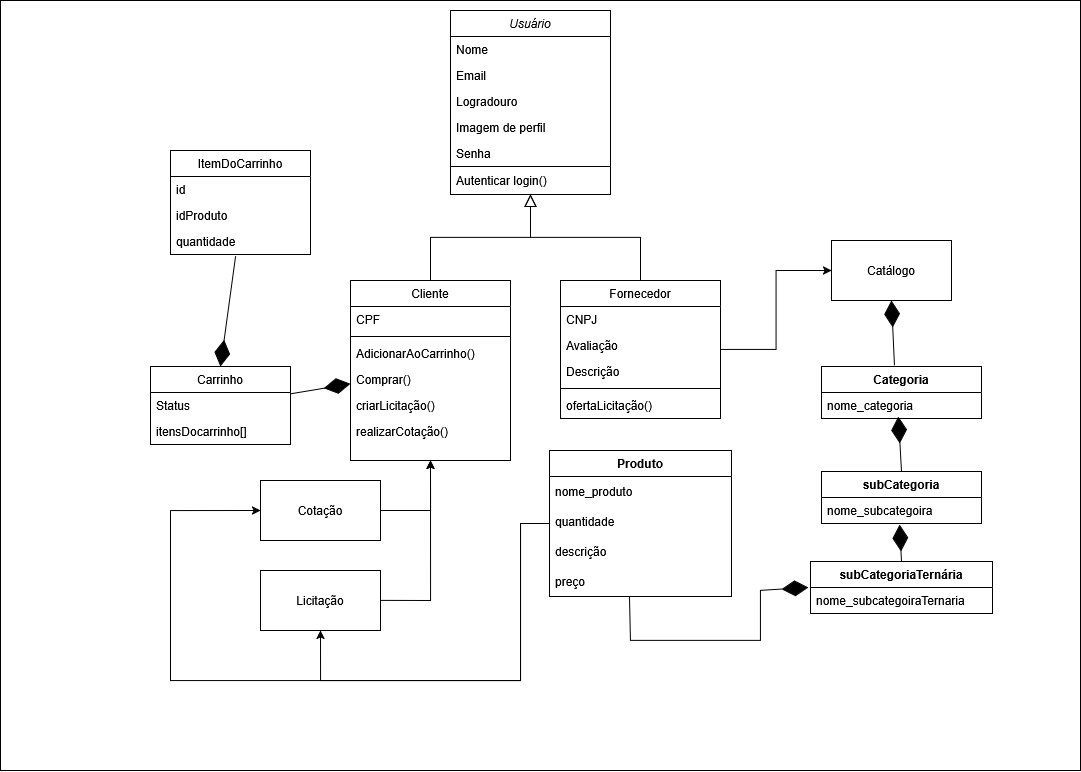 Usuário
Nome
Email
Logradouro
Imagem de perfil
Senha
Autenticar login()
ItemDoCarrinho
id
idProduto
quantidade
Cliente
CPF
AdicionarAoCarrinho()
Comprar()
criarLicitação()
realizarCotação()
Fornecedor
CNPJ
Avaliação
Descrição
ofertaLicitação()
Catálogo
Carrinho
Status
itensDocarrinho[]
Categoria
nome_categoria
Produto
nome_produto
quantidade
descrição
preço
subCategoria
nome_subcategoira
Cotação
Licitação
subCategoriaTernária
nome_subcategoiraTernaria